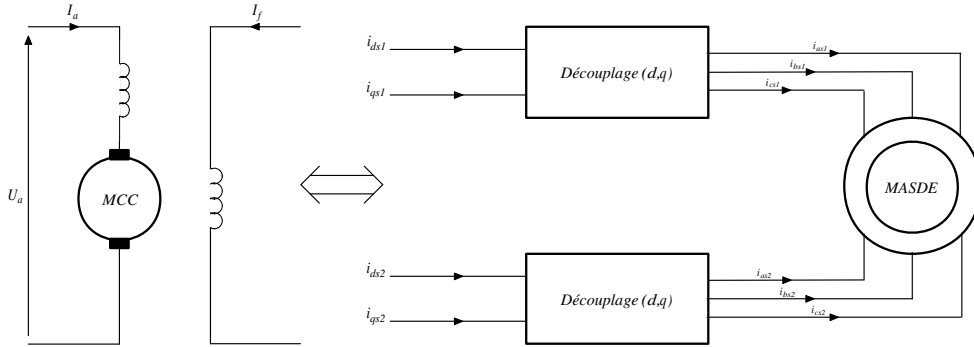 I_a
I_f
U_a
MCC
i_ds1
i_qs1
Découplage (d,q)
i_as1
i_bs1
i_cs1
MASDE
i_ds2
i_qs2
Découplage (d,q)
i_as2
i_bs2
i_cs2